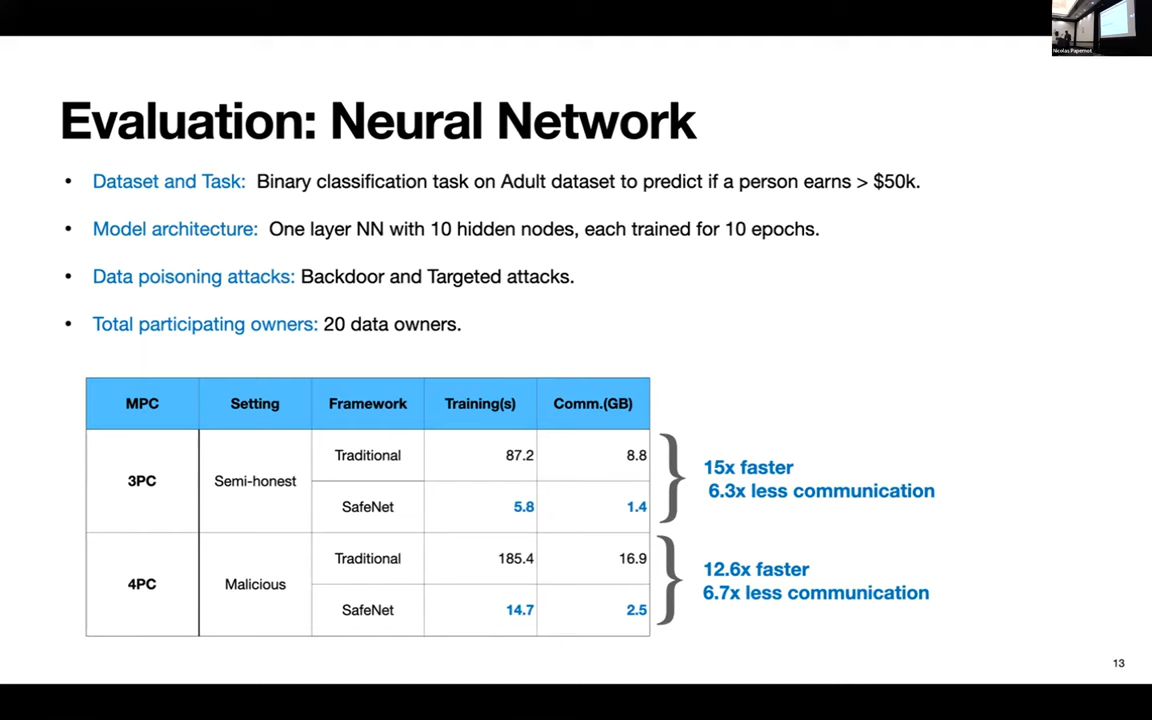 Nicolas Papernot
Evaluation: Neural Network
• Dataset and Task: Binary classification task on Adult dataset to predict if a person earns > $50k.
• Model architecture: One layer NN with 10 hidden nodes, each trained for 10 epochs.
• Data poisoning attacks: Backdoor and Targeted attacks.
• Total participating owners: 20 data owners.
MPC Setting Framework Training(s) Comm.(GB)
3PC Semi-honest Traditional 87.2 8.8
SafeNet 5.8 1.4
15x faster
6.3x less communication
4PC Malicious Traditional 185.4 16.9
SafeNet 14.7 2.5
12.6x faster
6.7x less communication
13